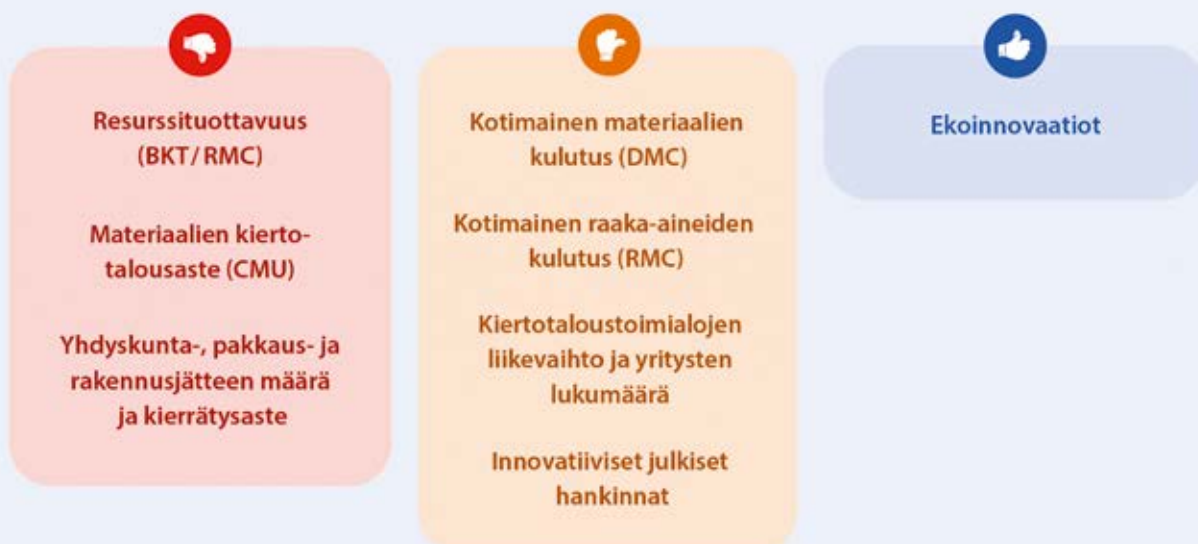 Resurssituottavuus
(BKT/ RMC)
Materiaalien kierto-
talousaste (CMU)
Yhdyskunta-, pakkaus- ja
rakennusjätteen määrä
ja kierrätysaste
Kotimainen materiaalien
kulutus (DMC)
Kotimainen raaka-aineiden
kulutus (RMC)
Kiertotaloustoimialojen
liikevaihto ja yritysten
lukumäärä
Innovatiiviset julkiset
hankinnat
Ekoinnovaatiot